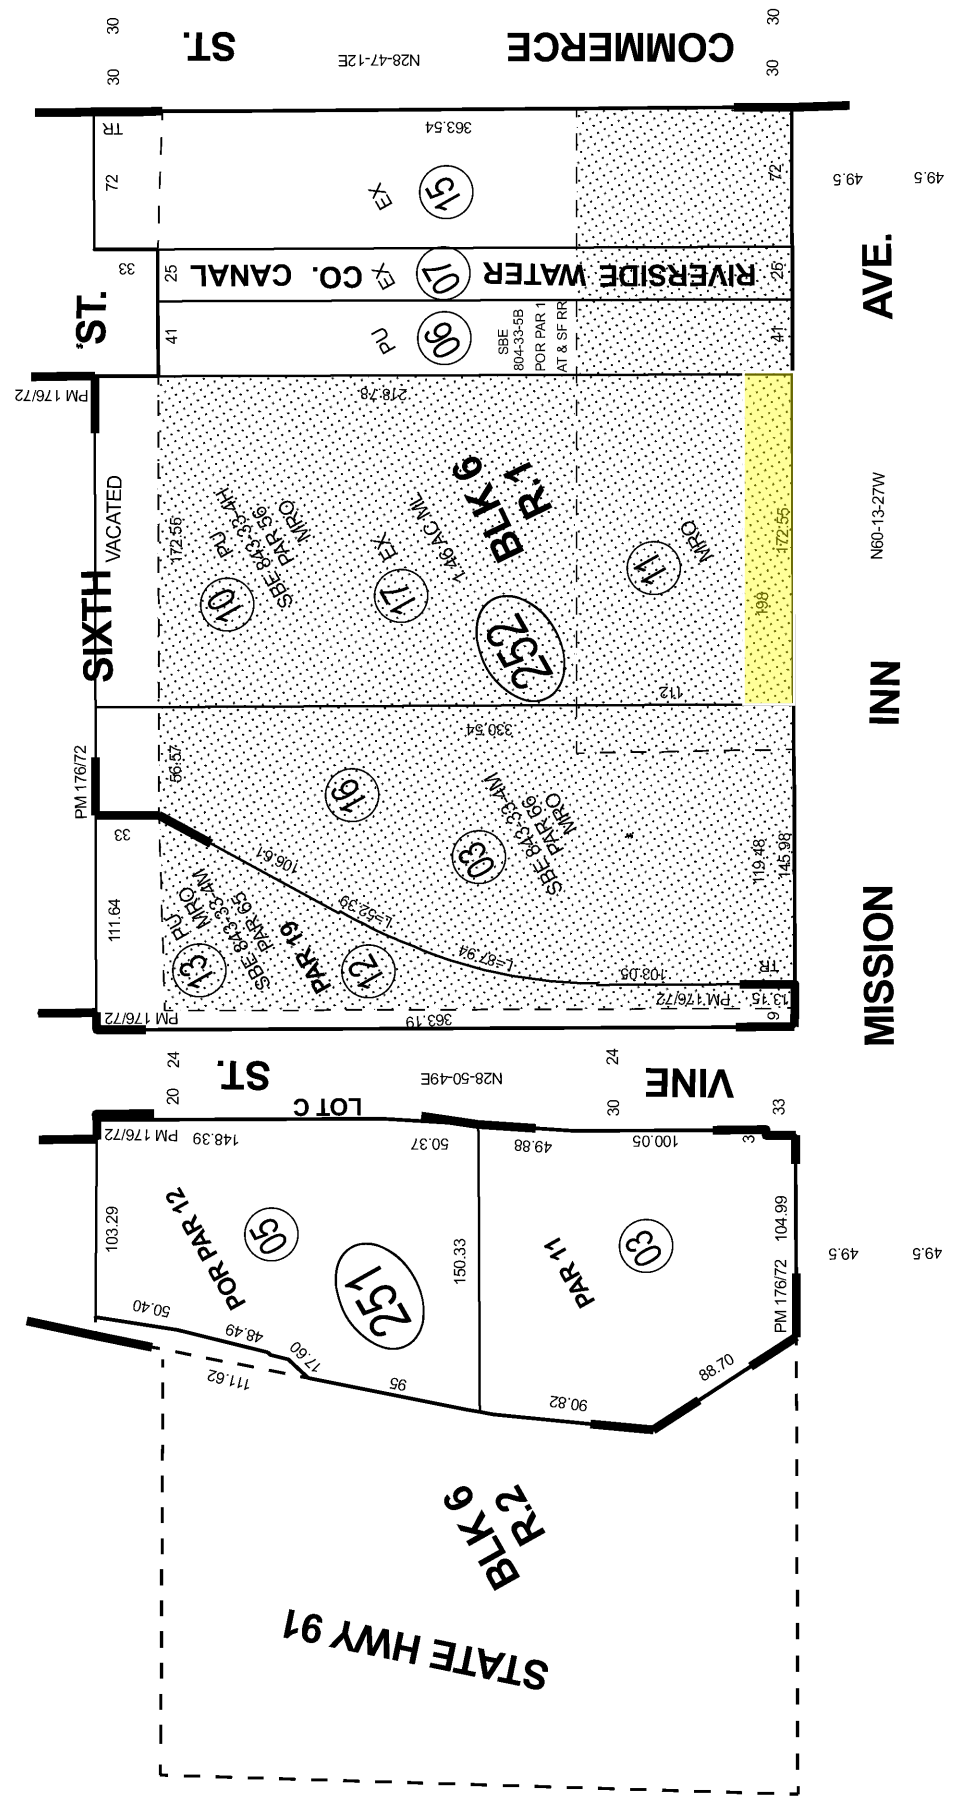 30
30
ST.
N28-47-12E
COMMERCE
30
30
TR
363.54
72
EX
15
72
49.5
49.5
33
25
RIVERSIDE WATER CO. CANAL
EX
07
25
ST.
41
PU
06
SBE
804-33-5B
POR PAR 1
AT & SF RR
41
AVE.
PM 176/72
218.78
VACATED
172.55
10
PU
SBE 843-33-4H
PAR 56
MRO
17
EX
1.46 AC ML
BLK 6
R.1
252
11
MRO
172.55
198
N60-13-27W
SIXTH
112
INN
330.54
PM 176/72
56.57
16
03
SBE 843-33-4M
PAR 66
MRO
33
106.61
119.48
145.98
111.64
13
PU
MRO
SBE 843-33-4M
PAR 65
PAR 19
12
L=52.39
L=87.94
103.05
TR
MISSION
PM 176/72
363.19
PM 176/72
13.15
9
24
20
ST.
N28-50-49E
24
VINE
LOT C
30
33
PM 176/72
148.39
50.37
49.88
100.05
3
103.29
POR PAR 12
05
251
150.33
PAR 11
03
104.99
PM 176/72
49.5
49.5
50.40
48.49
17.60
111.62
95
90.82
88.70
BLK 6
R.2
STATE HWY 91